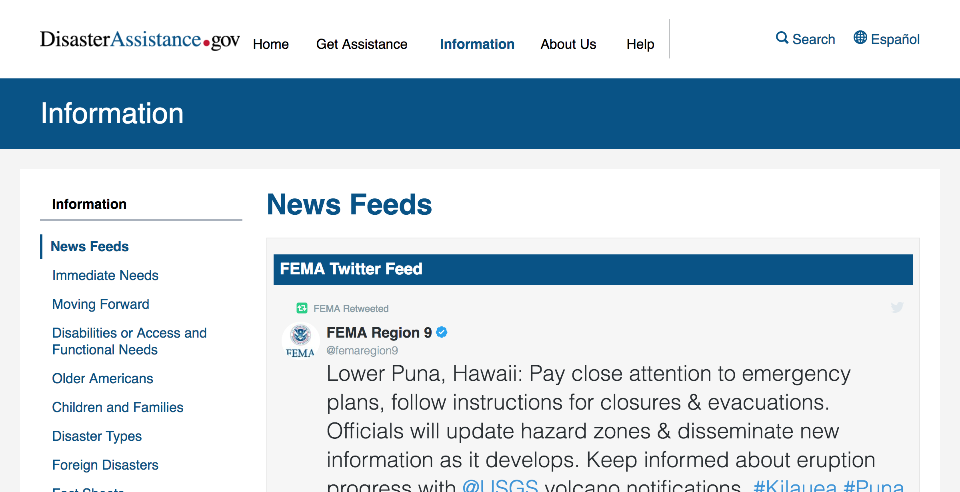 DisasterAssistance.gov Home Get Assistance Information About Us Help Search Español
Information
Information
News Feeds
Immediate Needs
Moving Forward
Disabilities or Access and
Functional Needs
Older Americans
Children and Families
Disaster Types
Foreign Disasters
Fact Sheets
News Feeds
FEMA Twitter Feed
FEMA Retweeted
FEMA
FEMA Region 9
@femaregion9
Lower Puna, Hawaii: Pay close attention to emergency
plans, follow instructions for closures & evacuations.
Officials will update hazard zones & disseminate new
information as it develops. Keep informed about eruption
progress with @USGS volcano notifications. #Kilauea #Puna